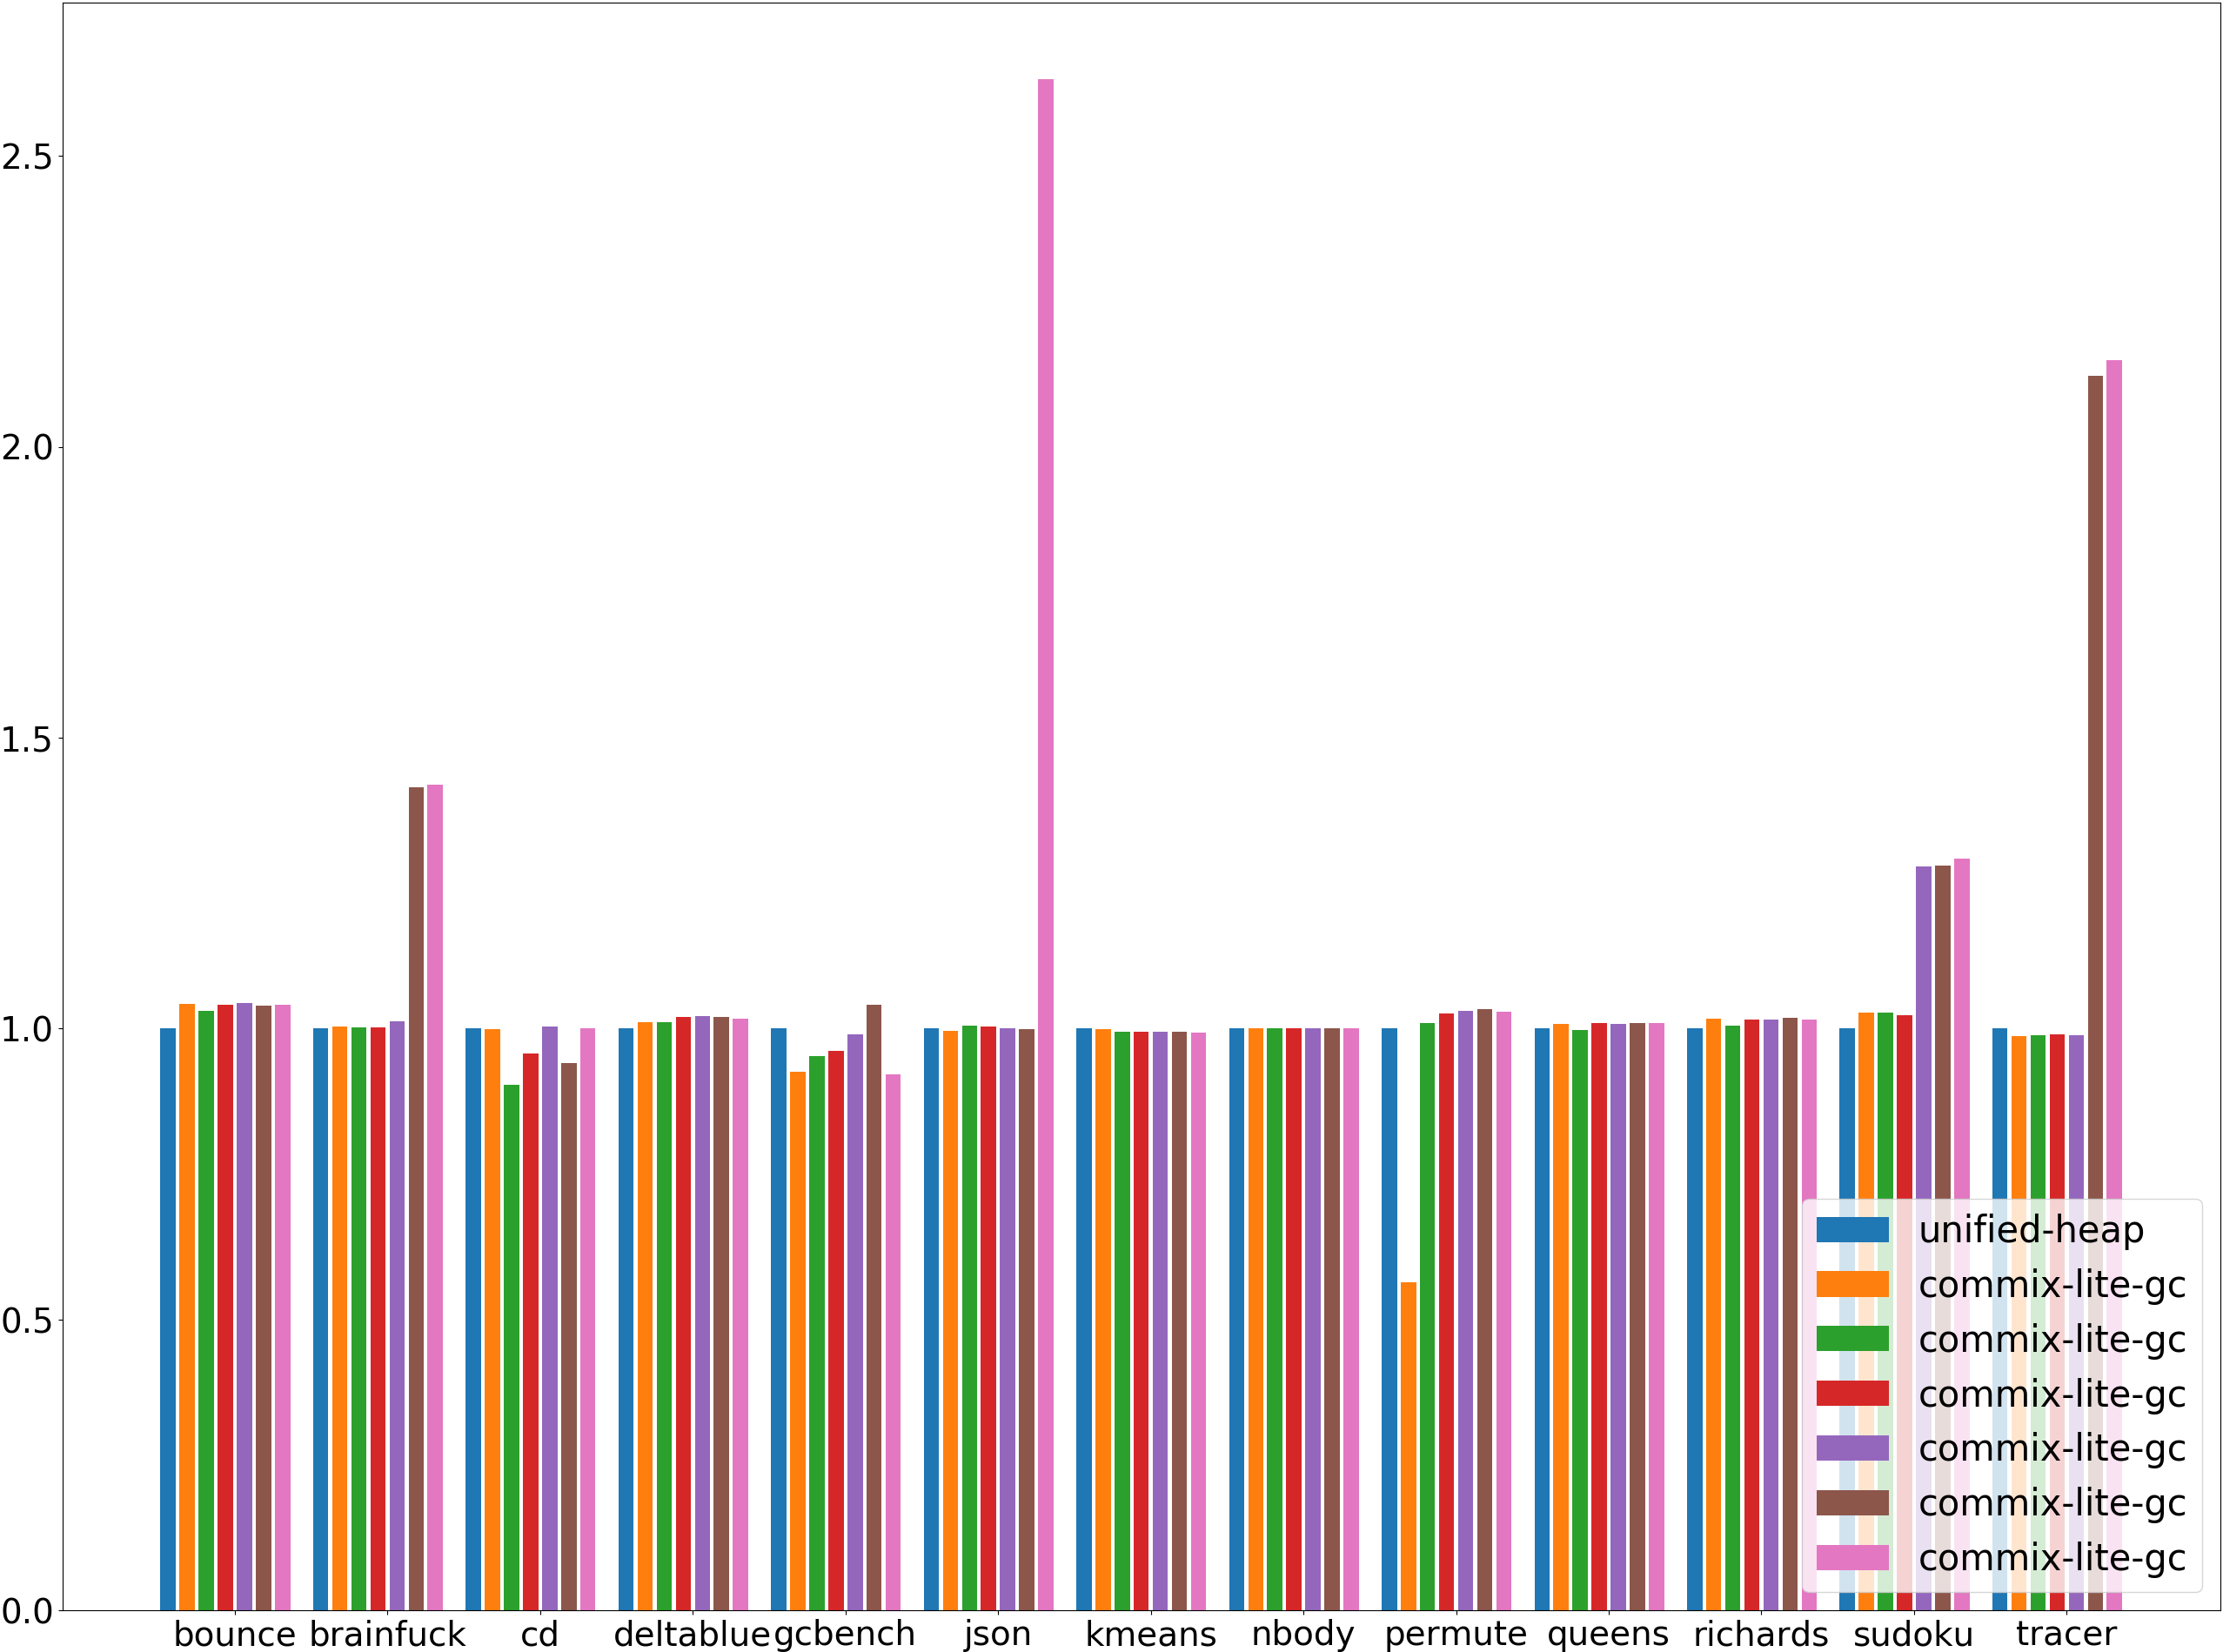 2.5
2.0
1.5
1.0
0.5
0.0
bounce brainfuck cd deltablue gcbench json kmeans nbody permute queens richards sudoku tracer
unified-heap
commix-lite-gc
commix-lite-gc
commix-lite-gc
commix-lite-gc
commix-lite-gc
commix-lite-gc